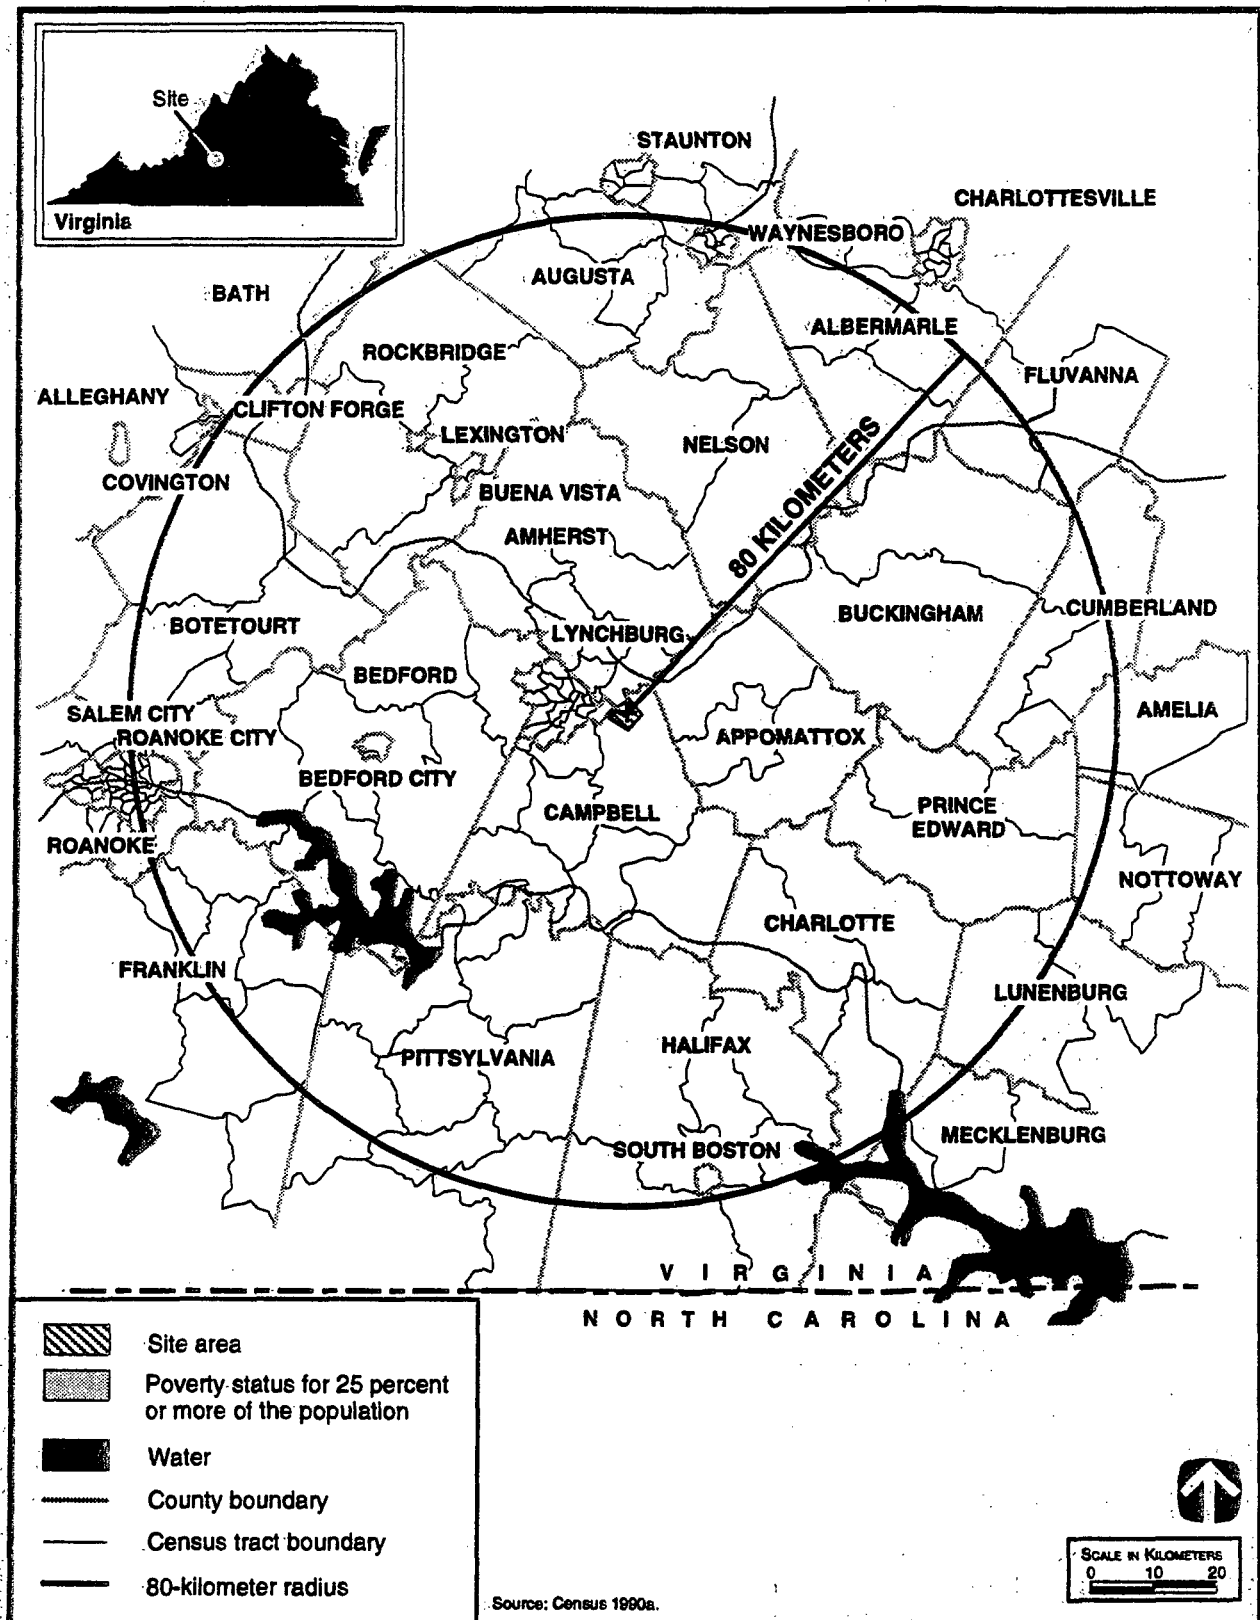 Site
Virginia
STAUNTON
CHARLOTTESVILLE
WAYNESBORO
AUGUSTA
BATH
ALBERMARLE
ROCKBRIDGE
FLUVANNA
ALLEGHANY
CLIFTON FORGE
LEXINGTON
NELSON
COVINGTON
BUENA VISTA
80 KILOMETERS
AMHERST
BUCKINGHAM
CUMBERLAND
BOTETOURT
LYNCHBURG
BEDFORD
SALEM CITY
AMELIA
ROANOKE CITY
APPOMATTOX
BEDFORD CITY
CAMPBELL
PRINCE
EDWARD
ROANOKE
NOTTOWAY
CHARLOTTE
FRANKLIN
LUNENBURG
PITTSYLVANIA
HALIFAX
SOUTH BOSTON
MECKLENBURG
VIRGINIA
NORTH CAROLINA
Site area
Poverty status for 25 percent
or more of the population
Water
County boundary
Census tract boundary
80-kilometer radius
Source: Census 1990a.
SCALE IN KILOMETERS
0 10 20